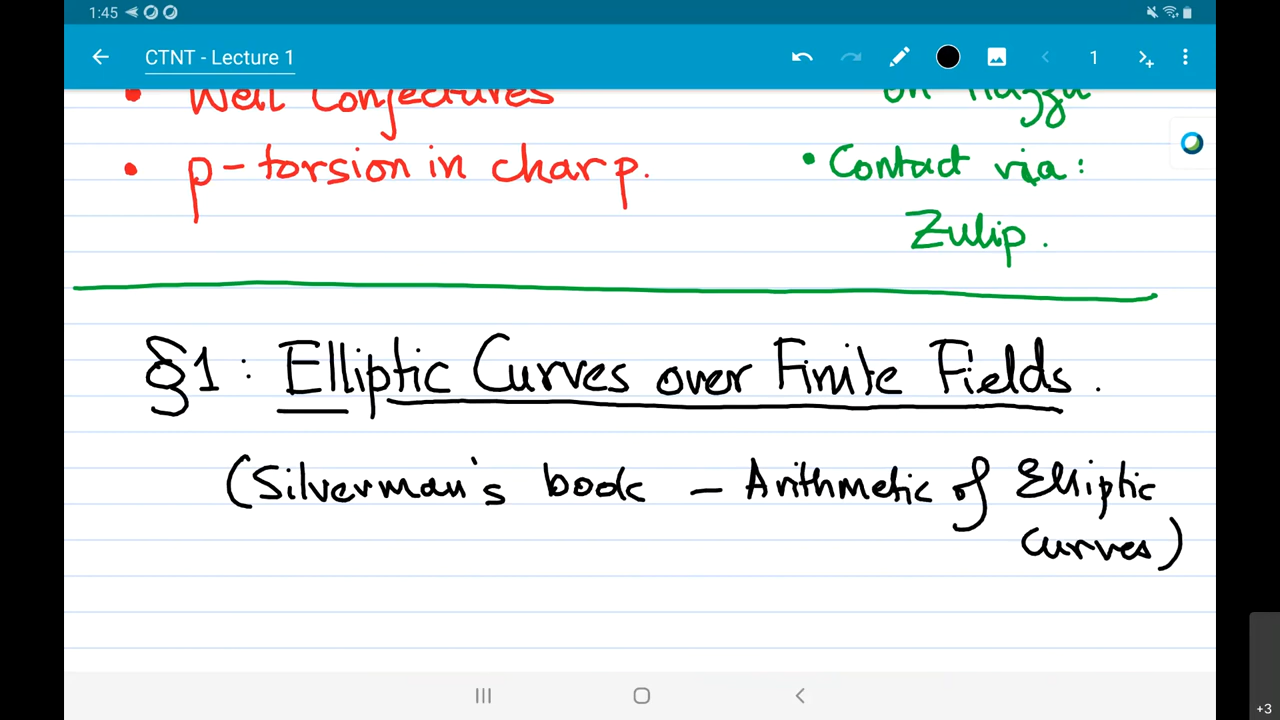 1:45
CTNT - Lecture 1
1
• Weil Conjectures
on
• p-torsion in char p.
• Contact via:
Zulip.
§1: Elliptic Curves over Finite Fields.
(Silverman's book - Arithmetic of Elliptic
Curves)
+3